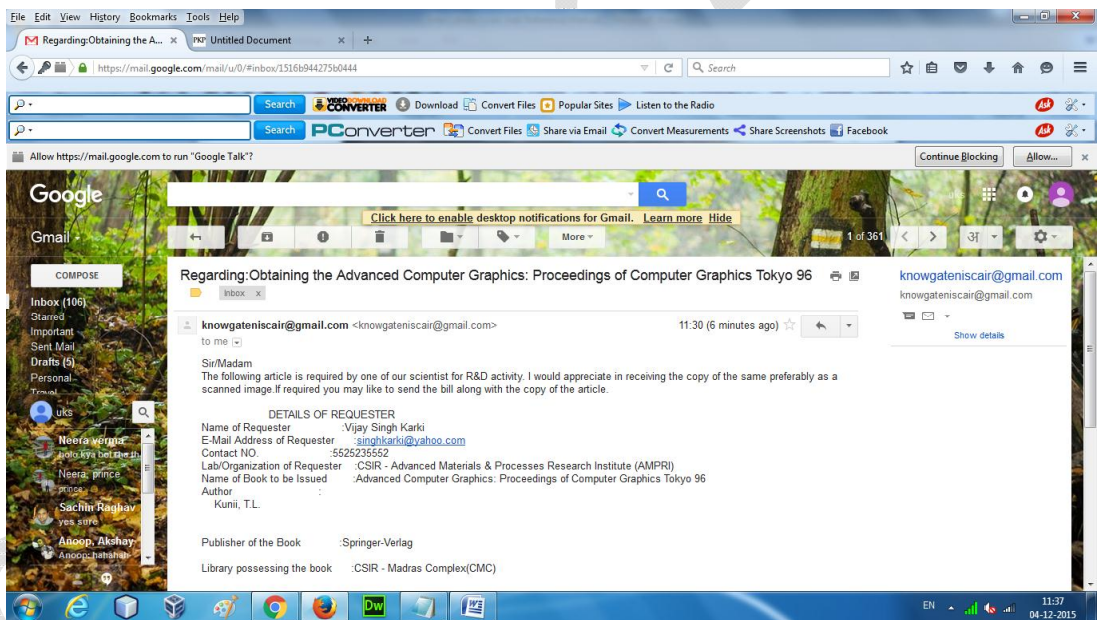 File Edit View History Bookmarks Tools Help
Regarding:Obtaining the A... × PKP Untitled Document × +
https://mail.google.com/mail/u/0/#inbox/1516b944275b0444 Search
Search VIDEO DOWNLOAD CONVERTER Download Convert Files Popular Sites Listen to the Radio Ask
Search PConverter Convert Files Share via Email Convert Measurements Share Screenshots Facebook Ask
Allow https://mail.google.com to run "Google Talk"? Continue Blocking Allow... ×
Google
Click here to enable desktop notifications for Gmail. Learn more Hide
Gmail More 1 of 361 अ
COMPOSE
Regarding:Obtaining the Advanced Computer Graphics: Proceedings of Computer Graphics Tokyo 96
Inbox x
knowgateniscair@gmail.com
knowgateniscair@gmail.com
Show details
Inbox (106)
Starred
Important
Sent Mail
Drafts (5)
Personal
Travel
uks
Neera verma
Neera, prince
prince
Sachin Raghav
yes sure
Anoop, Akshay
Anoop: hahahah
knowgateniscair@gmail.com <knowgateniscair@gmail.com> 11:30 (6 minutes ago)
to me
Sir/Madam
The following article is required by one of our scientist for R&D activity. I would appreciate in receiving the copy of the same preferably as a
scanned image.If required you may like to send the bill along with the copy of the article.
DETAILS OF REQUESTER
Name of Requester :Vijay Singh Karki
E-Mail Address of Requester :singhkarki@yahoo.com
Contact NO. :5525235552
Lab/Organization of Requester :CSIR - Advanced Materials & Processes Research Institute (AMPRI)
Name of Book to be Issued :Advanced Computer Graphics: Proceedings of Computer Graphics Tokyo 96
Author :
Kunii, T.L.
Publisher of the Book :Springer-Verlag
Library possessing the book :CSIR - Madras Complex(CMC)
Dw
EN 11:37
04-12-2015